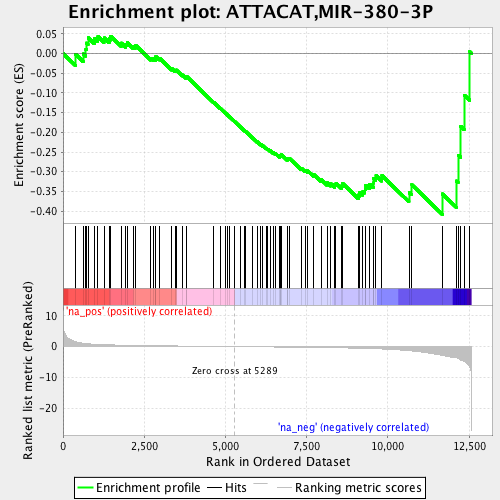 Enrichment plot: ATTACAT,MIR-380-3P
Enrichment score (ES)
0.05
0.00
-0.05
-0.10
-0.15
-0.20
-0.25
-0.30
-0.35
-0.40
'na_pos' (positively correlated)
Ranked list metric (PreRanked)
10
5
0
-5
-10
-15
-20
Zero cross at 5289
'na_neg' (negatively correlated)
0
2,500
5,000
7,500
10,000
12,500
Rank in Ordered Dataset
Enrichment profile
Hits
Ranking metric scores